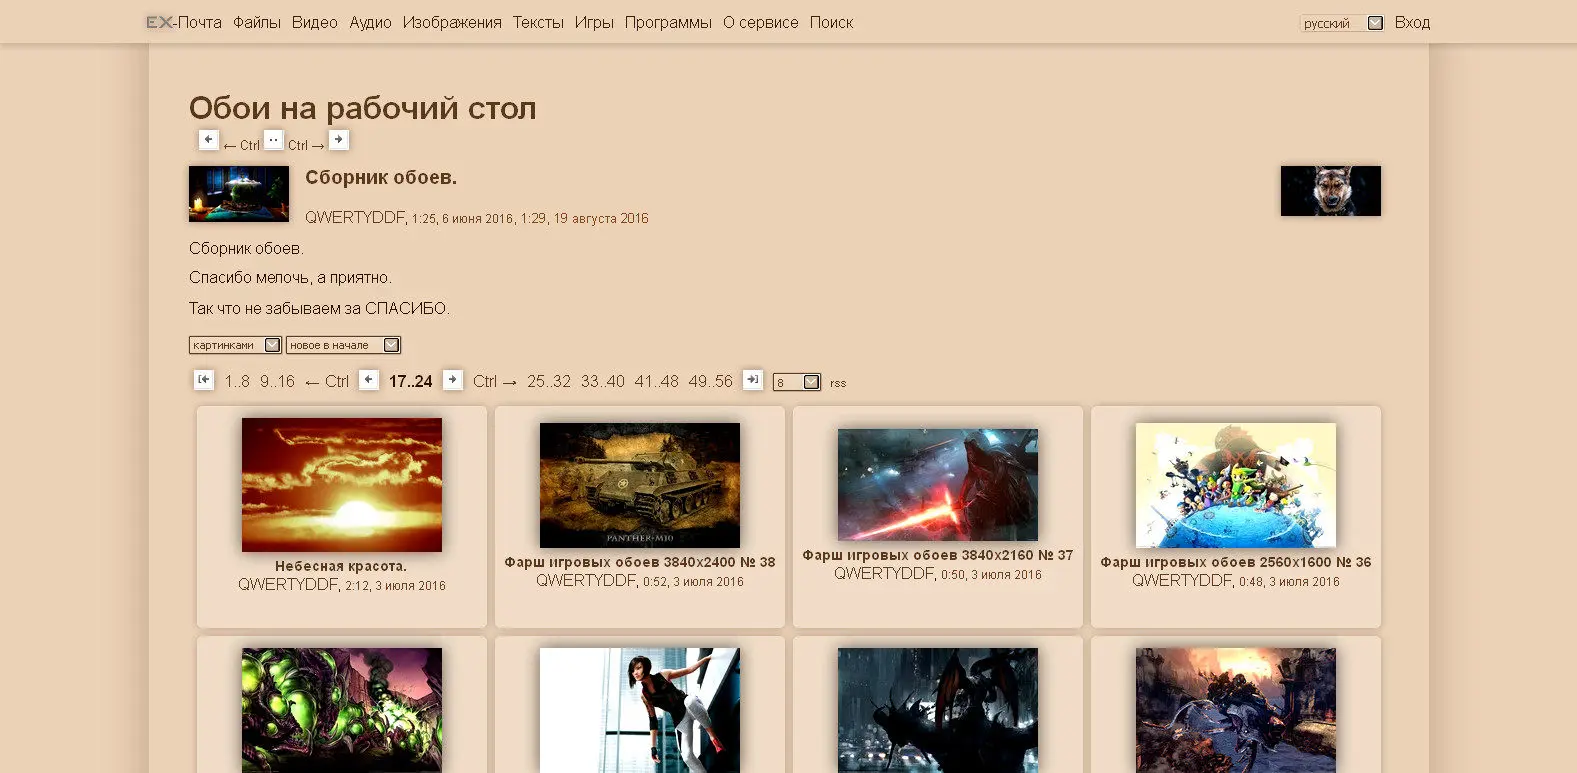 EX-Почта Файлы Видео Аудио Изображения Тексты Игры Программы О сервисе Поиск русский Вход
Обои на рабочий стол
← ← Ctrl .. Ctrl → →
Сборник обоев.
QWERTYDDF, 1:25, 6 июня 2016, 1:29, 19 августа 2016
Сборник обоев.
Спасибо мелочь, а приятно.
Так что не забываем за СПАСИБО.
картинками новое в начале
1..8 9..16 ← Ctrl ← 17..24 → Ctrl → 25..32 33..40 41..48 49..56 8 rss
PANTHER-M10
Небесная красота.
QWERTYDDF, 2:12, 3 июля 2016
Фарш игровых обоев 3840x2400 № 38
QWERTYDDF, 0:52, 3 июля 2016
Фарш игровых обоев 3840x2160 № 37
QWERTYDDF, 0:50, 3 июля 2016
Фарш игровых обоев 2560x1600 № 36
QWERTYDDF, 0:48, 3 июля 2016